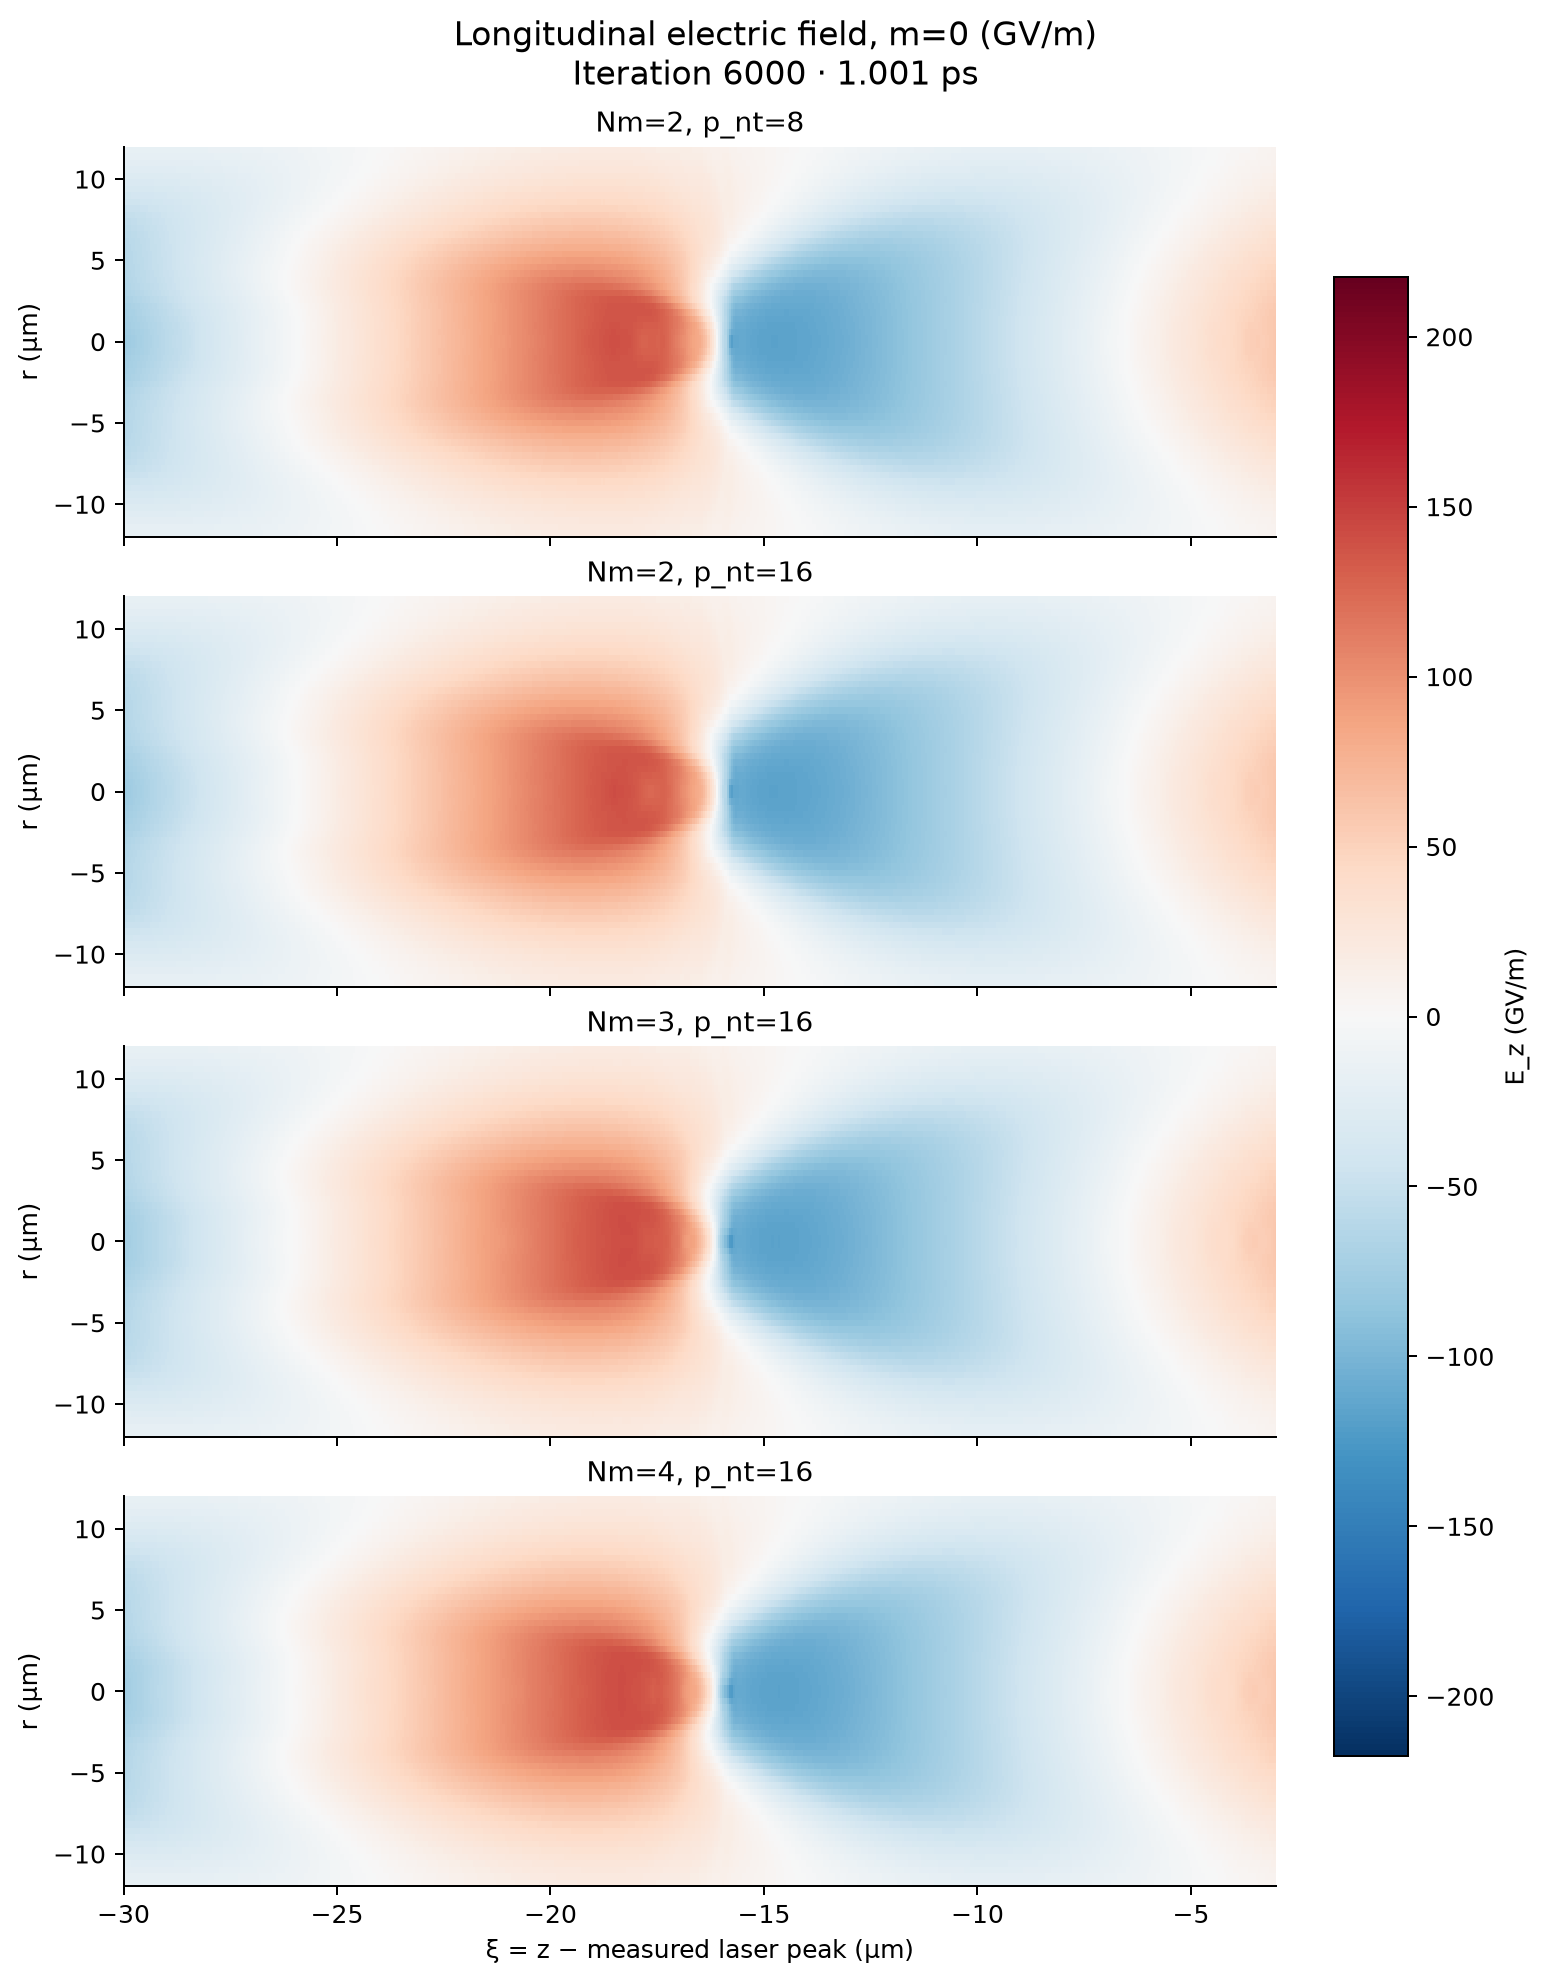 Longitudinal electric field, m=0 (GV/m)
Iteration 6000 · 1.001 ps
Nm=2, p_nt=8
10
5
0
−5
−10
r (µm)
Nm=2, p_nt=16
10
5
0
−5
−10
r (µm)
Nm=3, p_nt=16
10
5
0
−5
−10
r (µm)
Nm=4, p_nt=16
10
5
0
−5
−10
r (µm)
−30 −25 −20 −15 −10 −5
ξ = z − measured laser peak (µm)
200
150
100
50
0
−50
−100
−150
−200
E_z (GV/m)